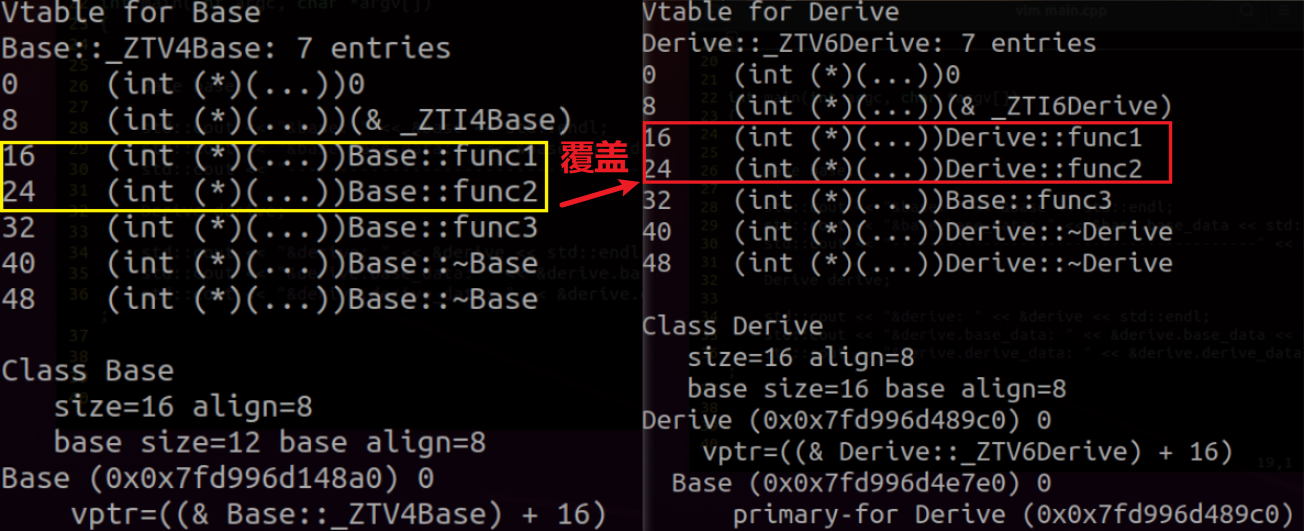 Vtable for Base
Base::_ZTV4Base: 7 entries
0     (int (*)(...))0
8     (int (*)(...))(& _ZTI4Base)
16    (int (*)(...))Base::func1
24    (int (*)(...))Base::func2
32    (int (*)(...))Base::func3
40    (int (*)(...))Base::~Base
48    (int (*)(...))Base::~Base
Class Base
   size=16 align=8
   base size=12 base align=8
Base (0x0x7fd996d148a0) 0
    vptr=((& Base::_ZTV4Base) + 16)
覆盖
Vtable for Derive
Derive::_ZTV6Derive: 7 entries
0     (int (*)(...))0
8     (int (*)(...))(& _ZTI6Derive)
16    (int (*)(...))Derive::func1
24    (int (*)(...))Derive::func2
32    (int (*)(...))Base::func3
40    (int (*)(...))Derive::~Derive
48    (int (*)(...))Derive::~Derive
Class Derive
   size=16 align=8
   base size=16 base align=8
Derive (0x0x7fd996d489c0) 0
    vptr=((& Derive::_ZTV6Derive) + 16)
  Base (0x0x7fd996d4e7e0) 0
      primary-for Derive (0x0x7fd996d489c0)